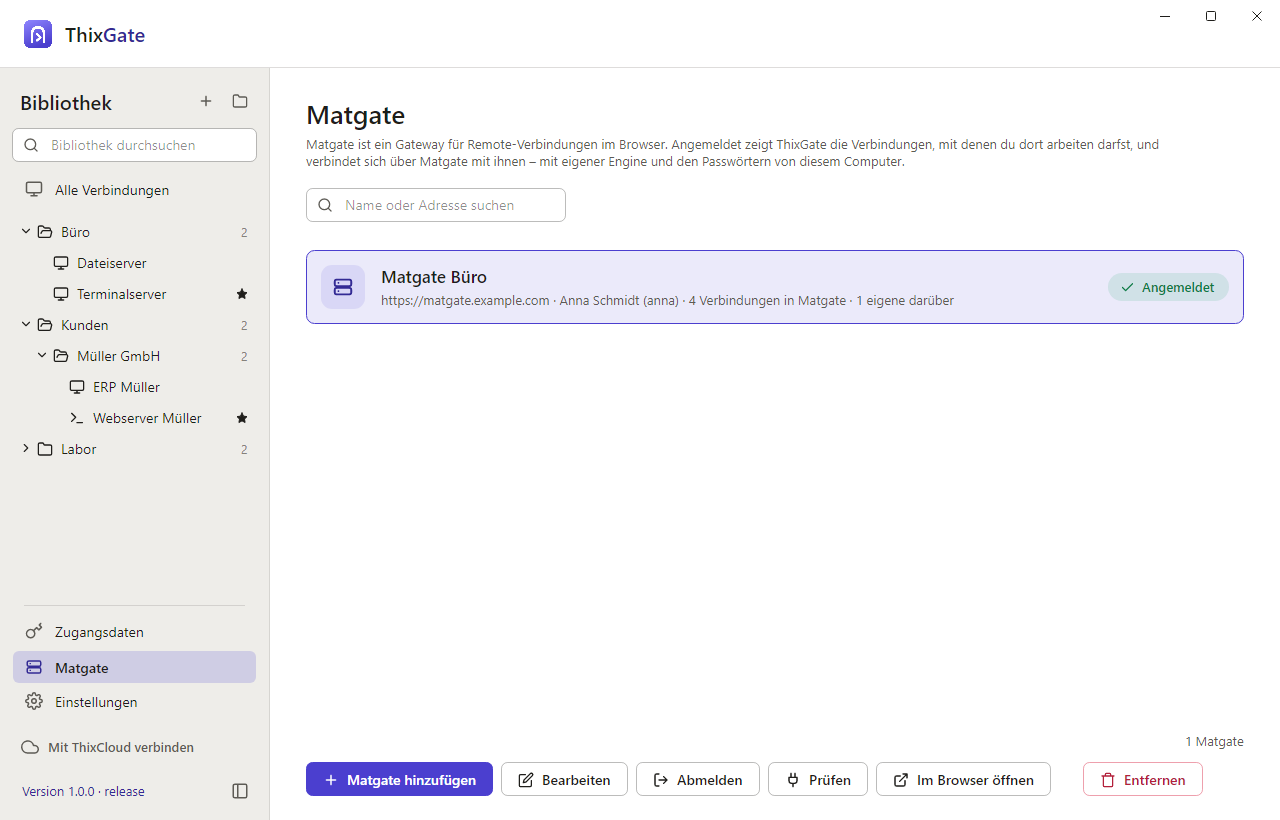 ThixGate
Bibliothek
Bibliothek durchsuchen
Alle Verbindungen
Büro 2
Dateiserver
Terminalserver
Kunden 2
Müller GmbH 2
ERP Müller
Webserver Müller
Labor 2
Zugangsdaten
Matgate
Einstellungen
Mit ThixCloud verbinden
Version 1.0.0 · release
Matgate
Matgate ist ein Gateway für Remote-Verbindungen im Browser. Angemeldet zeigt ThixGate die Verbindungen, mit denen du dort arbeiten darfst, und
verbindet sich über Matgate mit ihnen – mit eigener Engine und den Passwörtern von diesem Computer.
Name oder Adresse suchen
Matgate Büro
https://matgate.example.com · Anna Schmidt (anna) · 4 Verbindungen in Matgate · 1 eigene darüber
Angemeldet
1 Matgate
Matgate hinzufügen
Bearbeiten
Abmelden
Prüfen
Im Browser öffnen
Entfernen